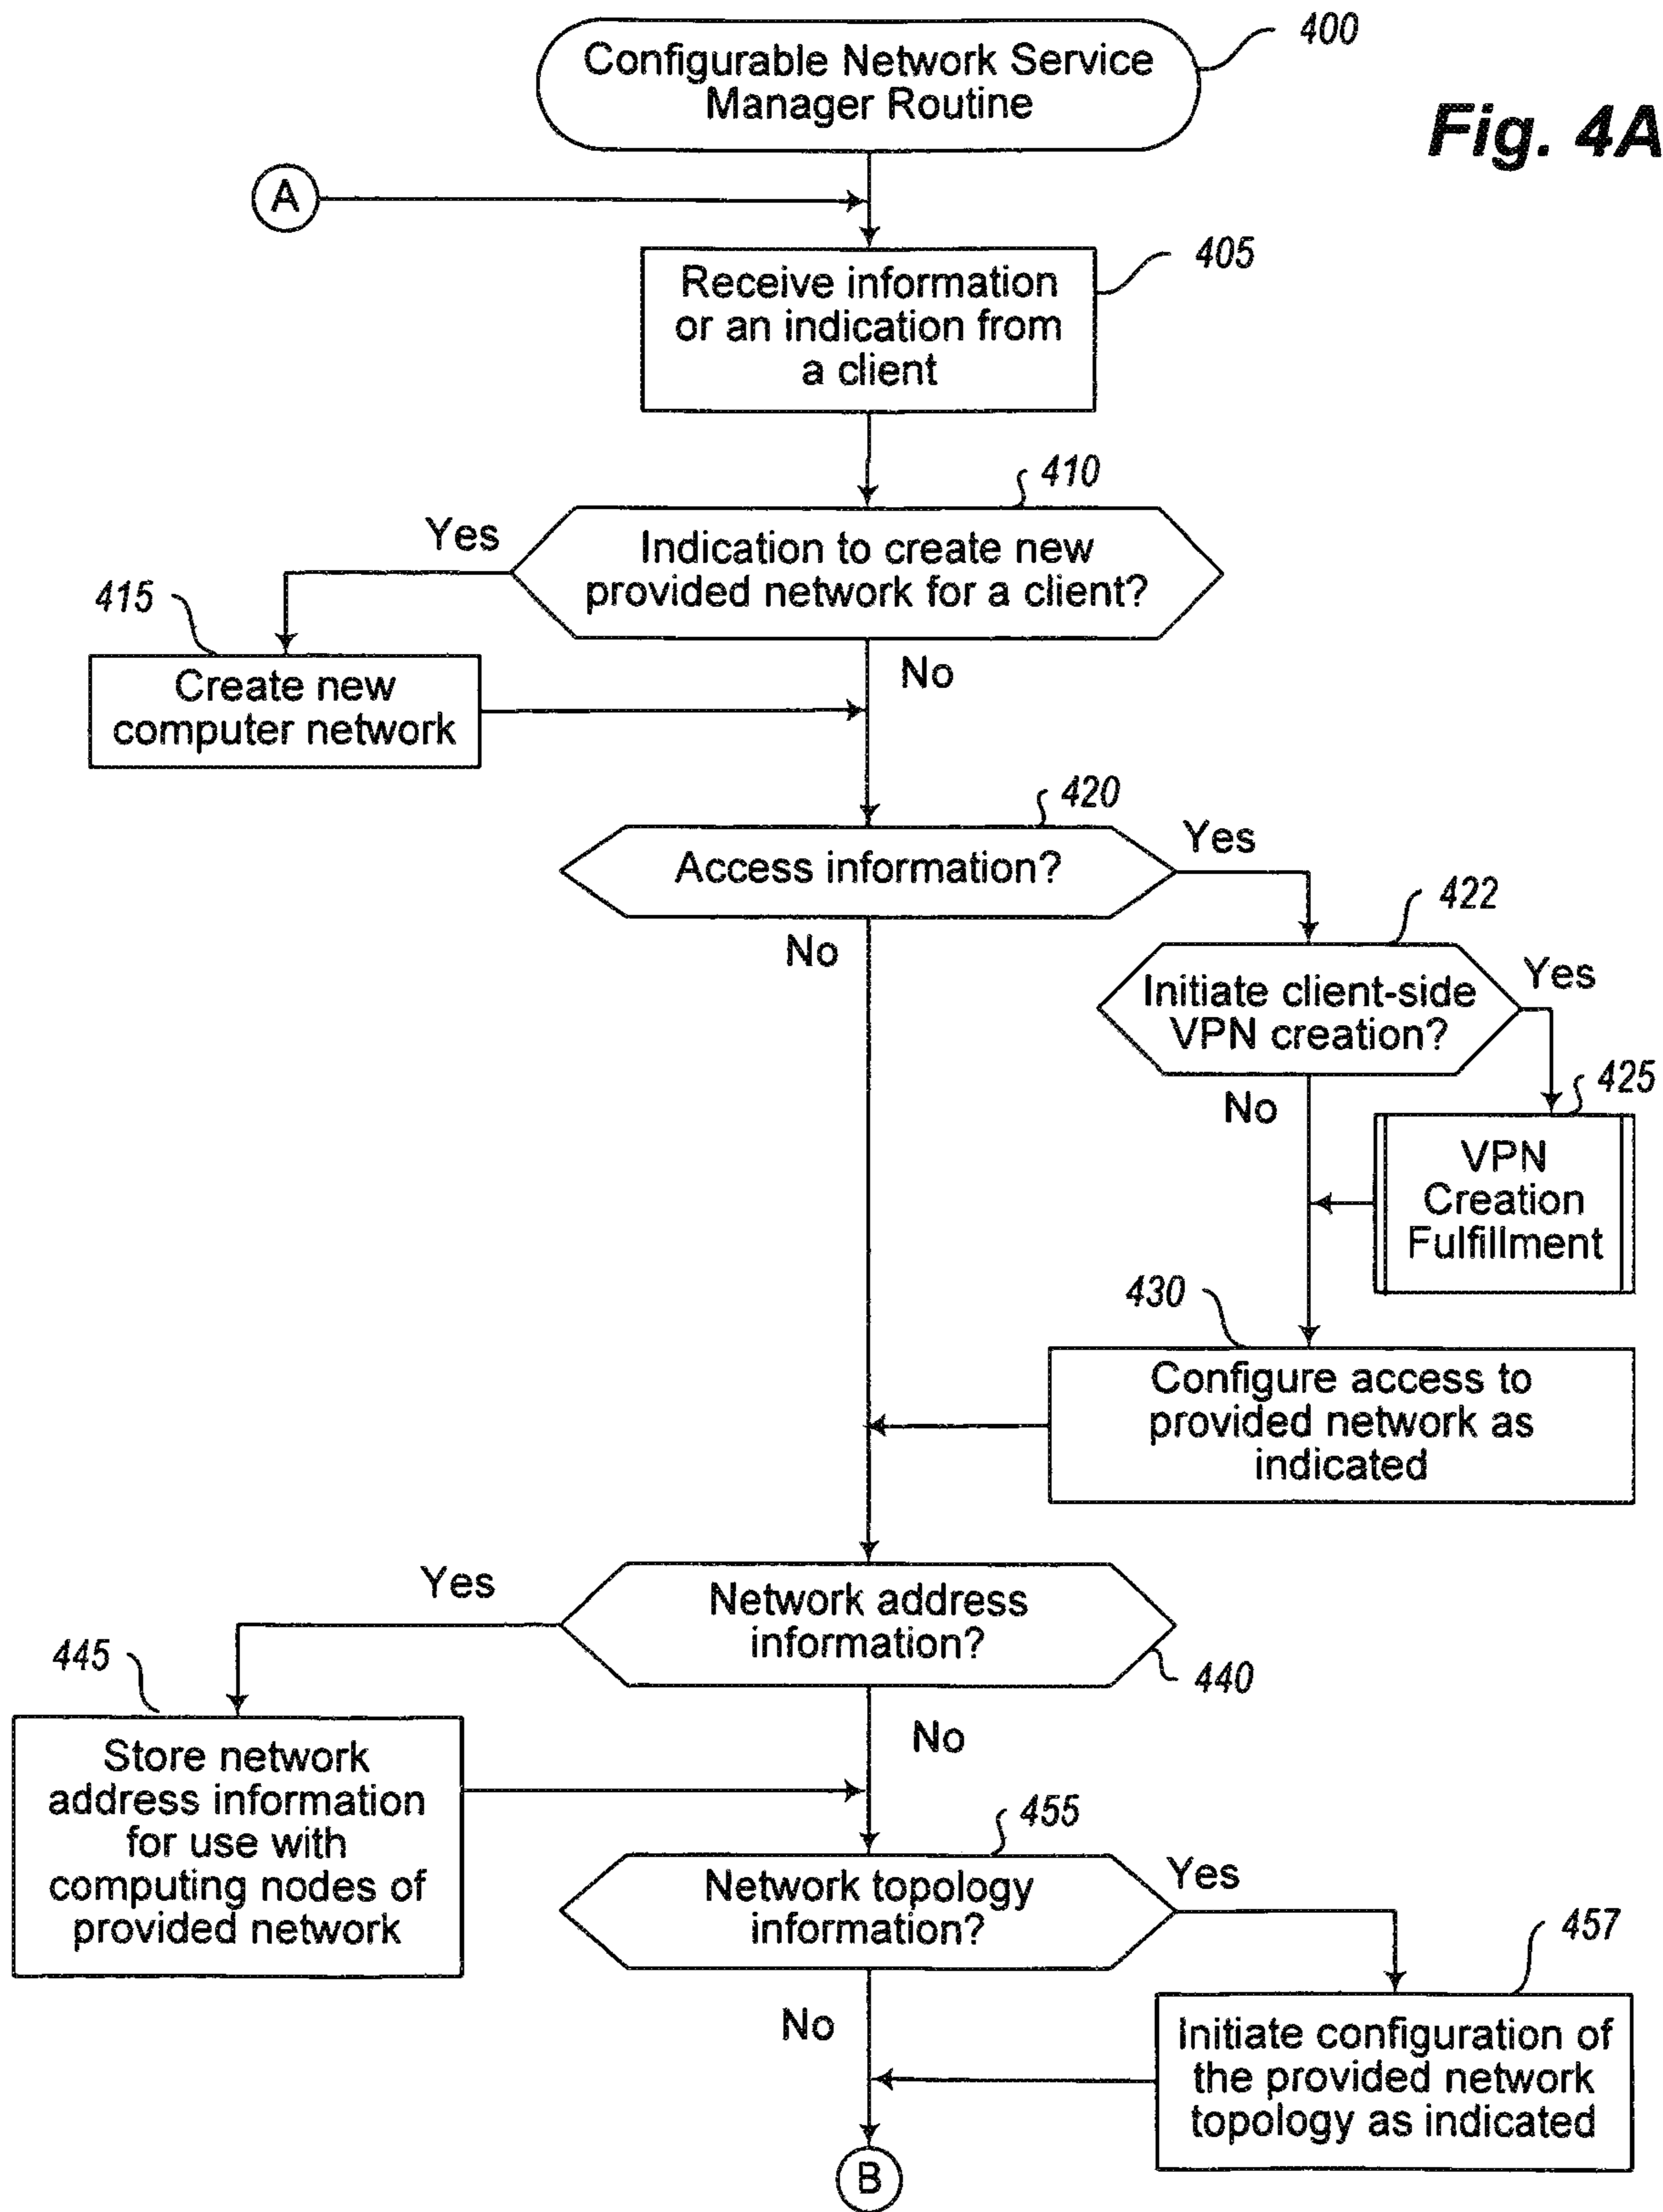 400
Configurable Network Service
Manager Routine
Fig. 4A
A
405
Receive information
or an indication from
a client
410
Yes
Indication to create new
provided network for a client?
415
No
Create new
computer network
420
Yes
Access information?
422
No
Yes
Initiate client-side
VPN creation?
425
No
VPN
Creation
Fulfillment
430
Configure access to
provided network as
indicated
Yes
Network address
information?
445
440
No
Store network
address information
for use with
computing nodes of
provided network
455
Yes
Network topology
information?
457
No
Initiate configuration of
the provided network
topology as indicated
B